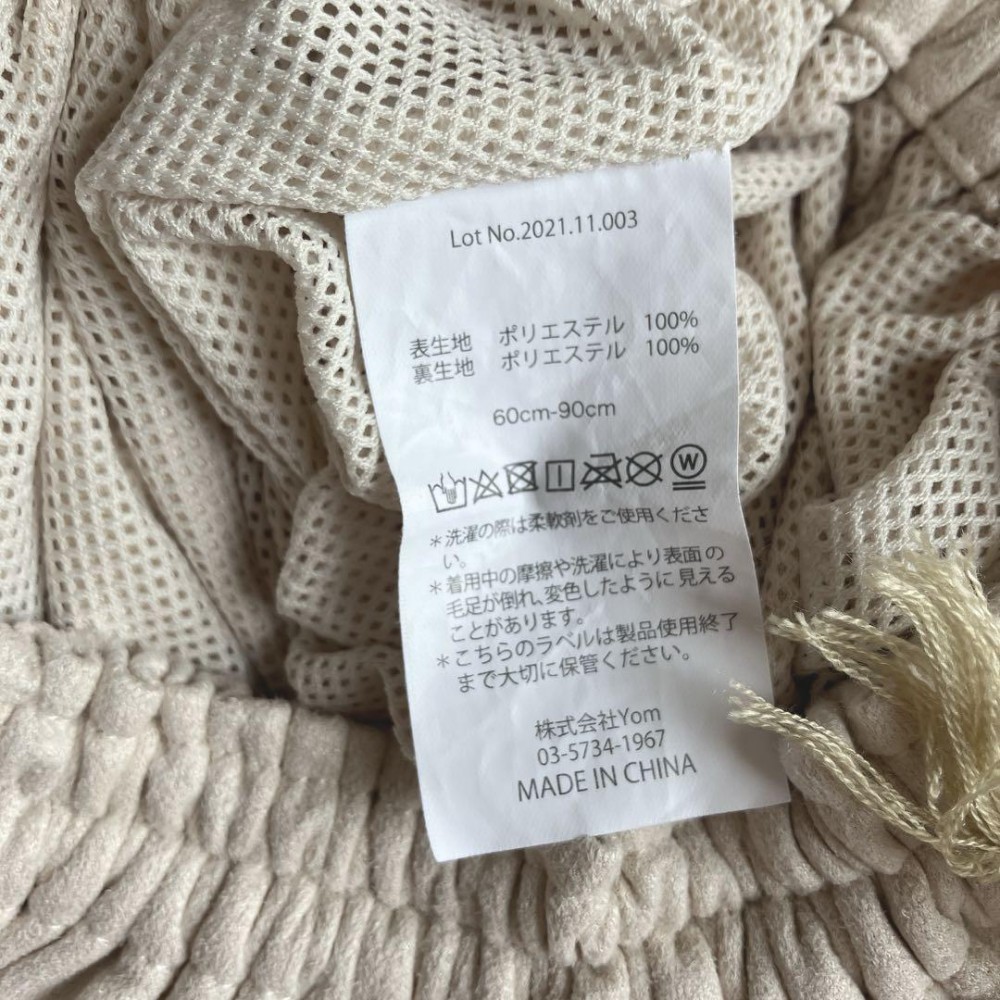 Lot No.2021.11.003
表生地 ポリエステル 100%
裏生地 ポリエステル 100%
60cm-90cm
W
＊洗濯の際は柔軟剤をご使用くださ
い。
＊着用中の摩擦や洗濯により表面の
毛足が倒れ､変色したように見える
ことがあります。
＊こちらのラベルは製品使用終了
まで大切に保管ください。
株式会社Yom
03-5734-1967
MADE IN CHINA